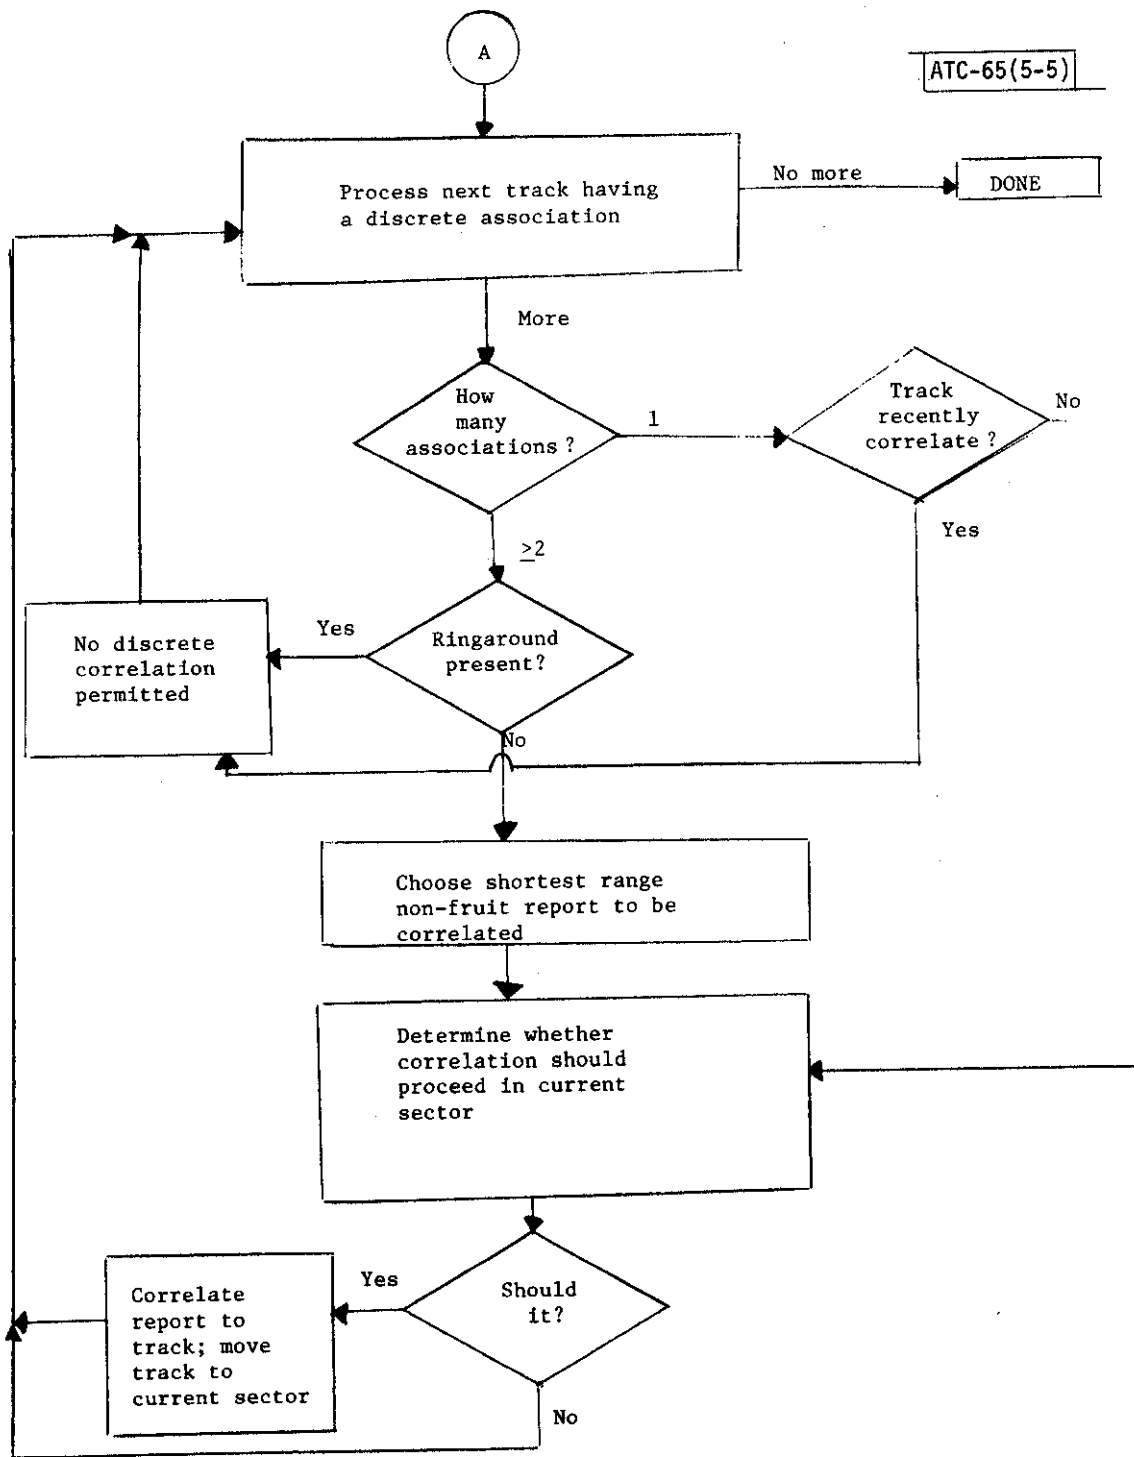 A
ATC-65(5-5)
Process next track having
a discrete association
No more
DONE
More
How
many
associations?
1
Track
recently
correlate?
No
Yes
≥2
No discrete
correlation
permitted
Yes
Ringaround
present?
No
Choose shortest range
non-fruit report to be
correlated
Determine whether
correlation should
proceed in current
sector
Correlate
report to
track; move
track to
current sector
Yes
Should
it?
No